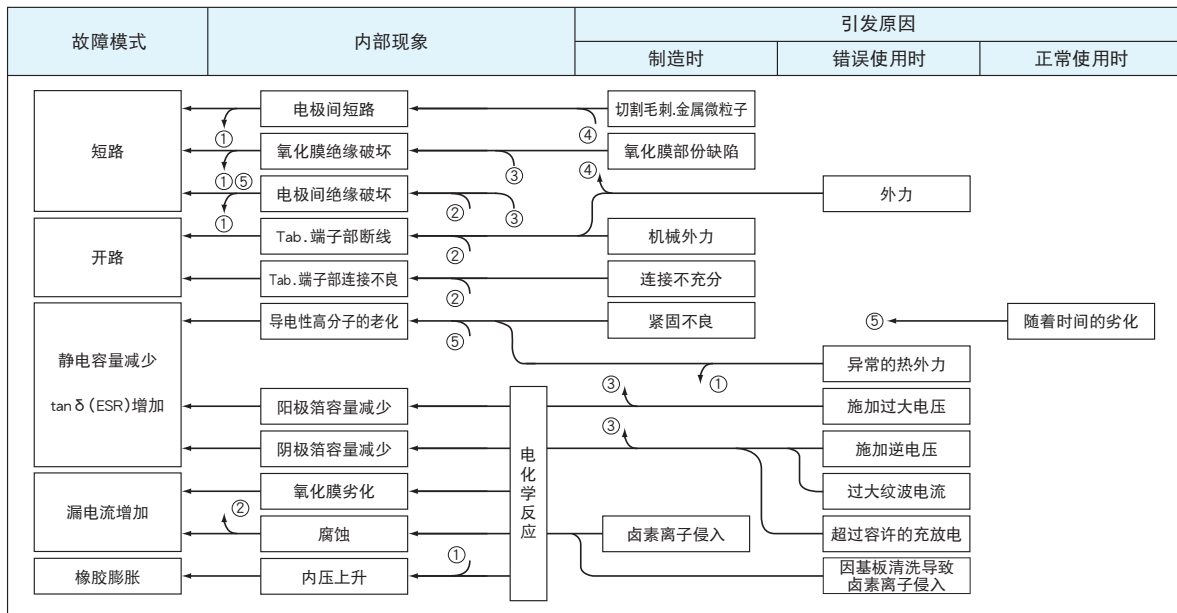 故障模式
内部现象
引发原因
制造时
错误使用时
正常使用时
短路
电极间短路
切割毛刺.金属微粒子
①
④
氧化膜绝缘破坏
氧化膜部份缺陷
①⑤
③
④
电极间绝缘破坏
外力
①
②
③
开路
Tab.端子部断线
机械外力
②
Tab.端子部连接不良
连接不充分
②
静电容量减少
tanδ(ESR)增加
导电性高分子的老化
紧固不良
⑤
⑤
随着时间的劣化
异常的热外力
①
阳极箔容量减少
③
施加过大电压
阴极箔容量减少
③
施加逆电压
电化学反应
漏电流增加
氧化膜劣化
过大纹波电流
②
腐蚀
卤素离子侵入
超过容许的充放电
橡胶膨胀
内压上升
①
因基板清洗导致
卤素离子侵入